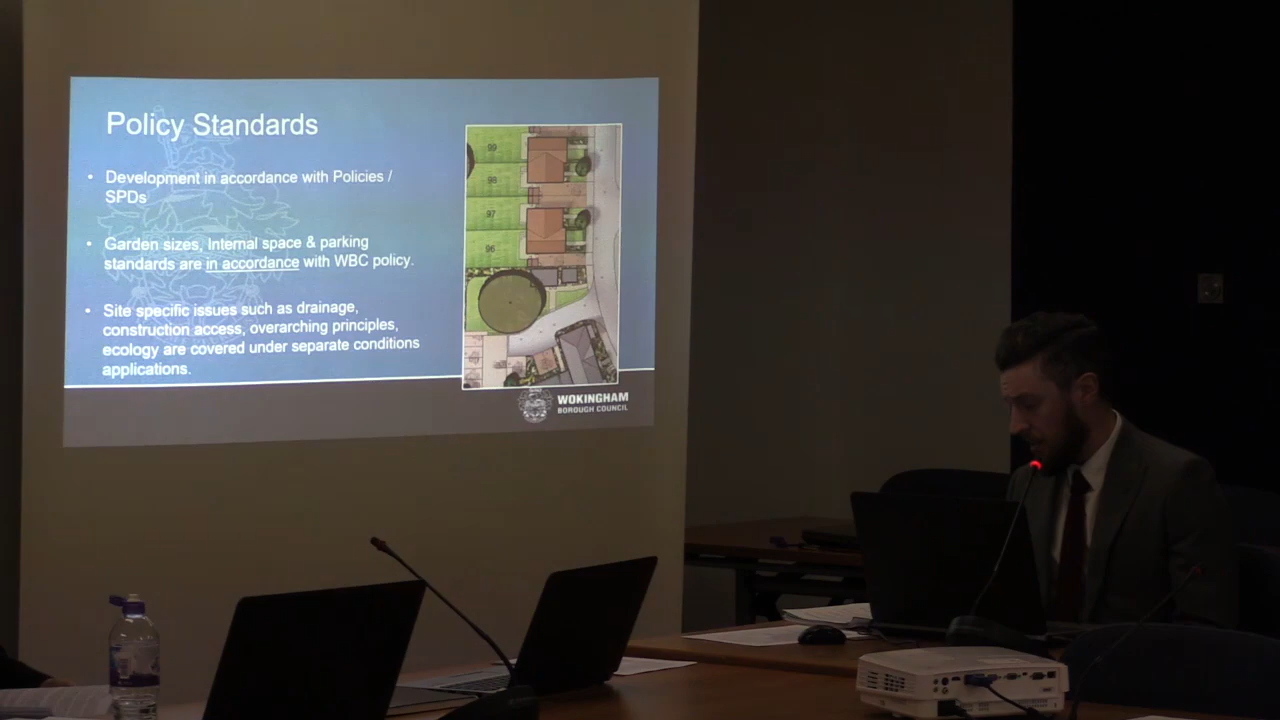 Policy Standards
• Development in accordance with Policies /
SPDs
• Garden sizes, Internal space & parking
standards are in accordance with WBC policy.
• Site specific issues such as drainage,
construction access, overarching principles,
ecology are covered under separate conditions
applications.
99
98
97
96
WOKINGHAM
BOROUGH COUNCIL